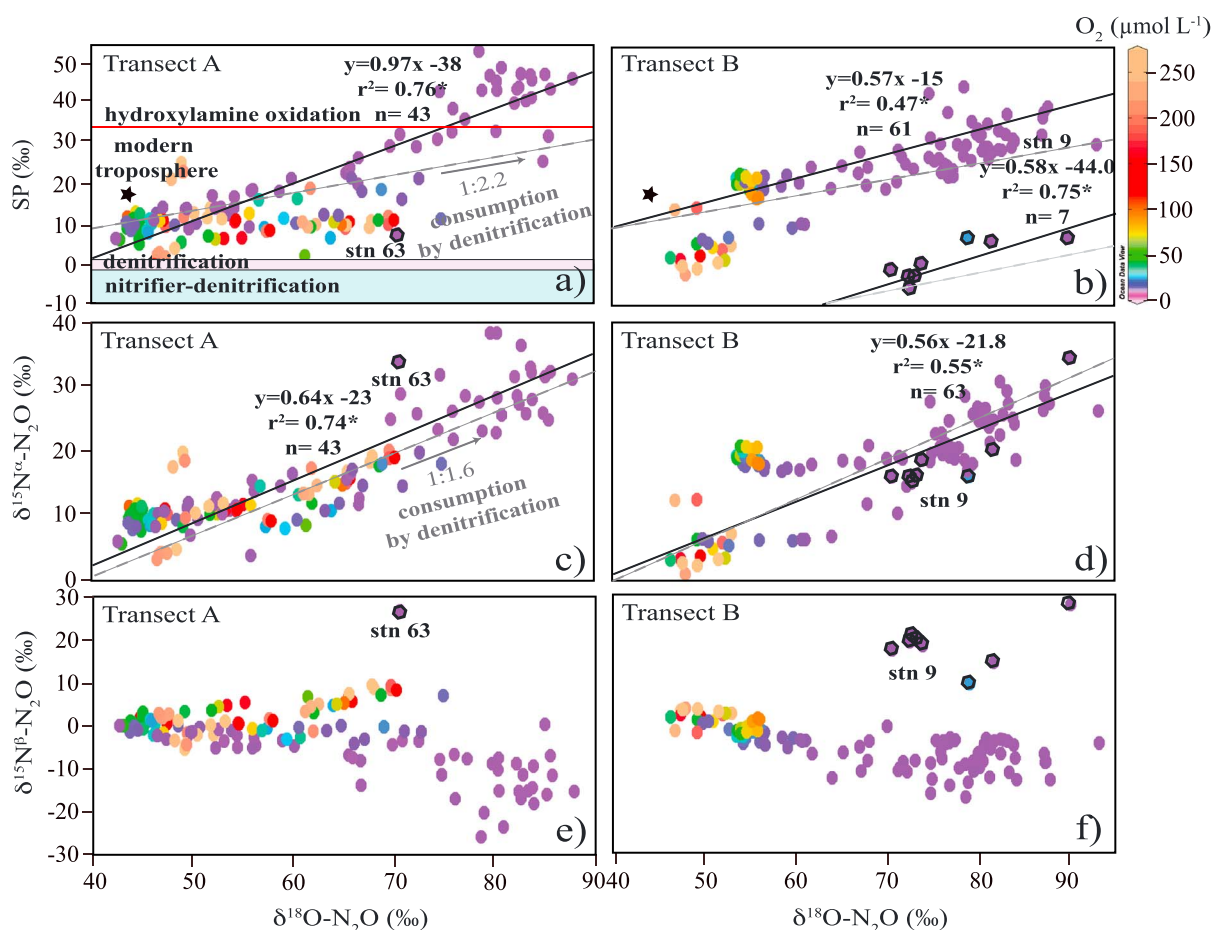 O₂ (µmol L⁻¹)
250
200
150
100
50
0
Ocean Data View
Transect A
y=0.97x -38
r²= 0.76*
n= 43
hydroxylamine oxidation
modern
troposphere
1:2.2
consumption
by denitrification
stn 63
denitrification
nitrifier-denitrification
a)
SP (‰)
50
40
30
20
10
0
-10
Transect B
y=0.57x -15
r²= 0.47*
n= 61
stn 9
y=0.58x -44.0
r²= 0.75*
n= 7
b)
Transect A
y=0.64x -23
r²= 0.74*
n= 43
stn 63
1:1.6
consumption
by denitrification
c)
δ¹⁵Nᵅ-N₂O (‰)
40
30
20
10
0
Transect B
y=0.56x -21.8
r²= 0.55*
n= 63
stn 9
d)
Transect A
stn 63
e)
δ¹⁵Nᵝ-N₂O (‰)
30
20
10
0
-10
-20
-30
40 50 60 70 80 90
δ¹⁸O-N₂O (‰)
Transect B
stn 9
f)
40 50 60 70 80 90
δ¹⁸O-N₂O (‰)